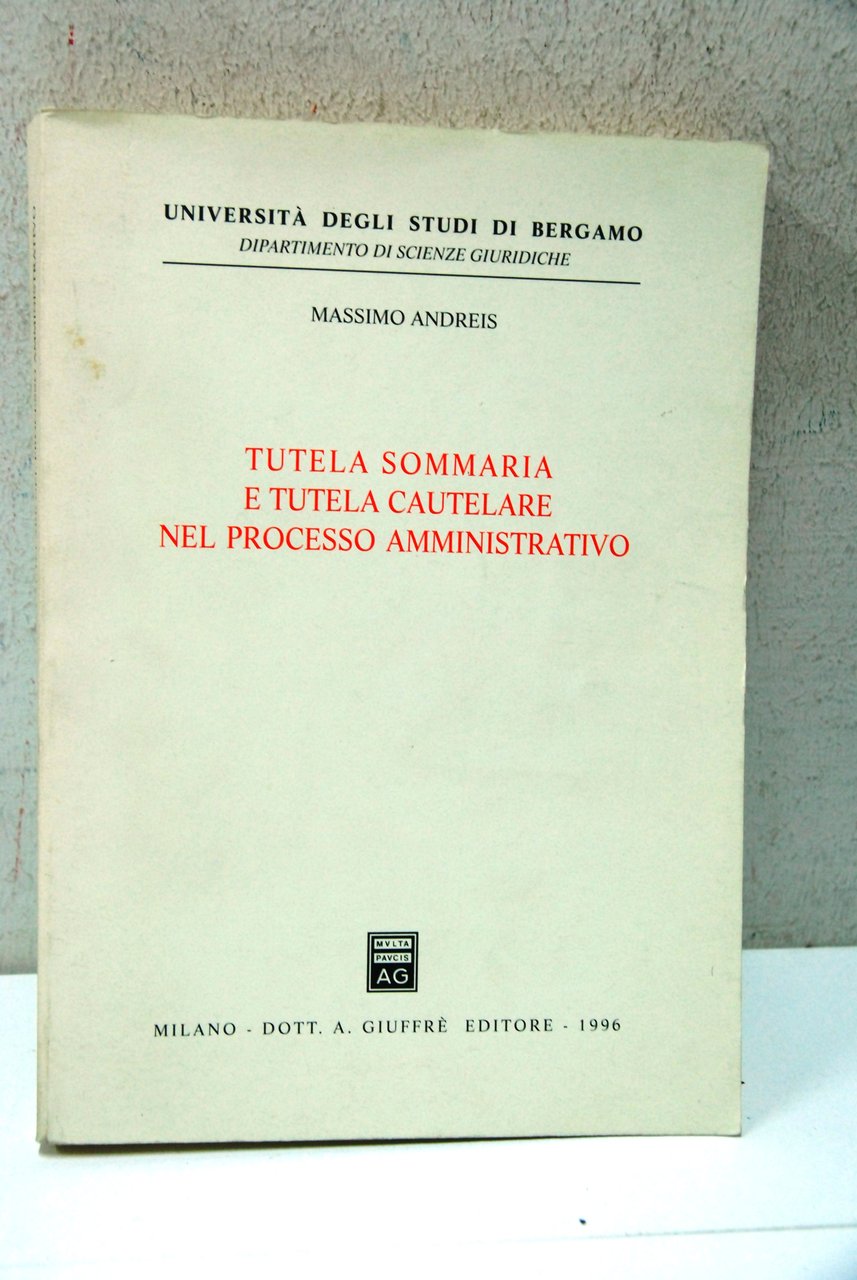 UNIVERSITÀ DEGLI STUDI DI BERGAMO
DIPARTIMENTO DI SCIENZE GIURIDICHE
MASSIMO ANDREIS
TUTELA SOMMARIA
E TUTELA CAUTELARE
NEL PROCESSO AMMINISTRATIVO
MVLTA
PAVCIS
AG
MILANO - DOTT. A. GIUFFRÈ EDITORE - 1996